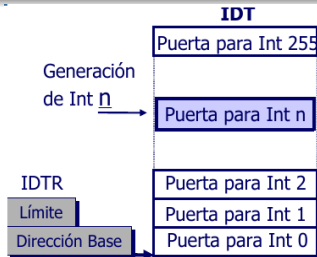 IDT
Puerta para Int 255
Generación
de Int n
Puerta para Int n
IDTR
Puerta para Int 2
Límite
Puerta para Int 1
Dirección Base
Puerta para Int 0